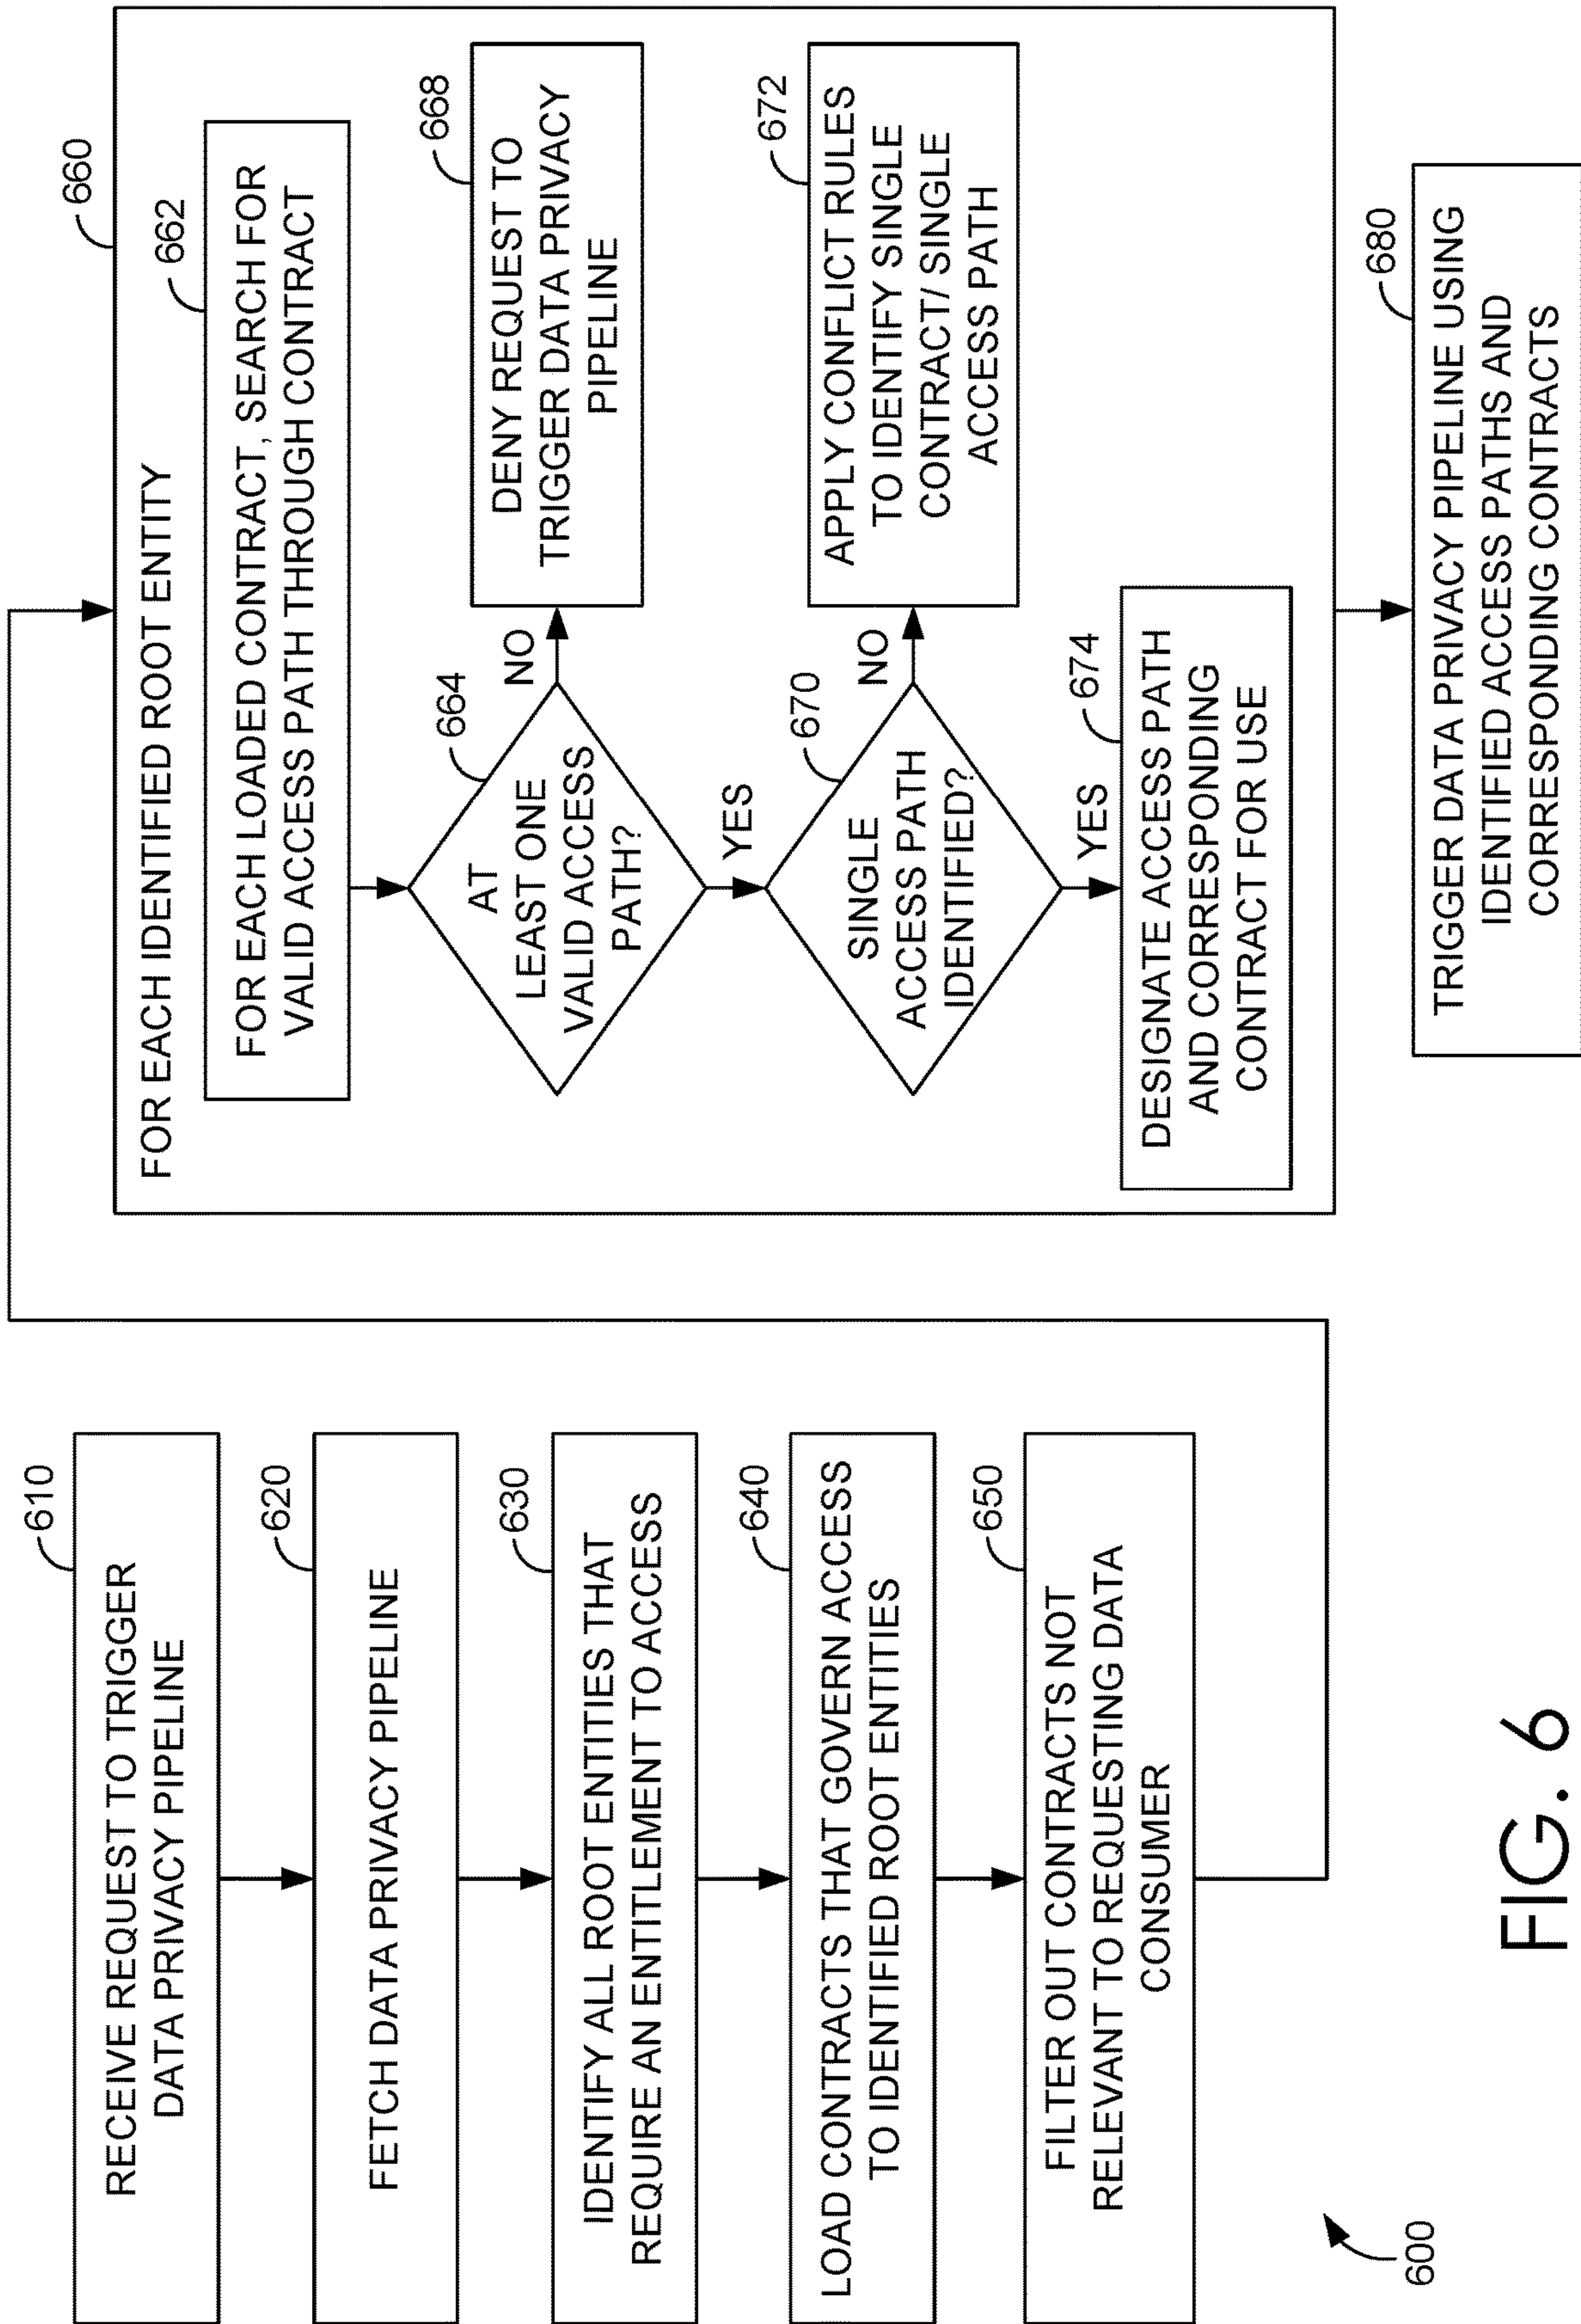 610
RECEIVE REQUEST TO TRIGGER
DATA PRIVACY PIPELINE
620
FETCH DATA PRIVACY PIPELINE
630
IDENTIFY ALL ROOT ENTITIES THAT
REQUIRE AN ENTITLEMENT TO ACCESS
640
LOAD CONTRACTS THAT GOVERN ACCESS
TO IDENTIFIED ROOT ENTITIES
650
FILTER OUT CONTRACTS NOT
RELEVANT TO REQUESTING DATA
CONSUMER
600
660
FOR EACH IDENTIFIED ROOT ENTITY
662
FOR EACH LOADED CONTRACT, SEARCH FOR
VALID ACCESS PATH THROUGH CONTRACT
664
AT
LEAST ONE
VALID ACCESS
PATH?
NO
668
DENY REQUEST TO
TRIGGER DATA PRIVACY
PIPELINE
YES
670
SINGLE
ACCESS PATH
IDENTIFIED?
NO
672
APPLY CONFLICT RULES
TO IDENTIFY SINGLE
CONTRACT/ SINGLE
ACCESS PATH
YES
674
DESIGNATE ACCESS PATH
AND CORRESPONDING
CONTRACT FOR USE
680
TRIGGER DATA PRIVACY PIPELINE USING
IDENTIFIED ACCESS PATHS AND
CORRESPONDING CONTRACTS
FIG. 6